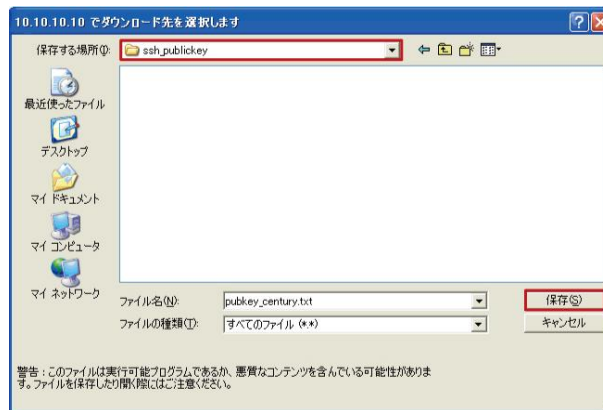 10.10.10.10 でダウンロード先を選択します
保存する場所(I):
ssh_publickey
最近使ったファイル
デスクトップ
マイ ドキュメント
マイ コンピュータ
マイ ネットワーク
ファイル名(N):
pubkey_century.txt
保存(S)
ファイルの種類(T):
すべてのファイル (*.*)
キャンセル
警告：このファイルは実行可能プログラムであるか、悪質なコンテンツを含んでいる可能性がありま
す。ファイルを保存したり開く際にはご注意ください。